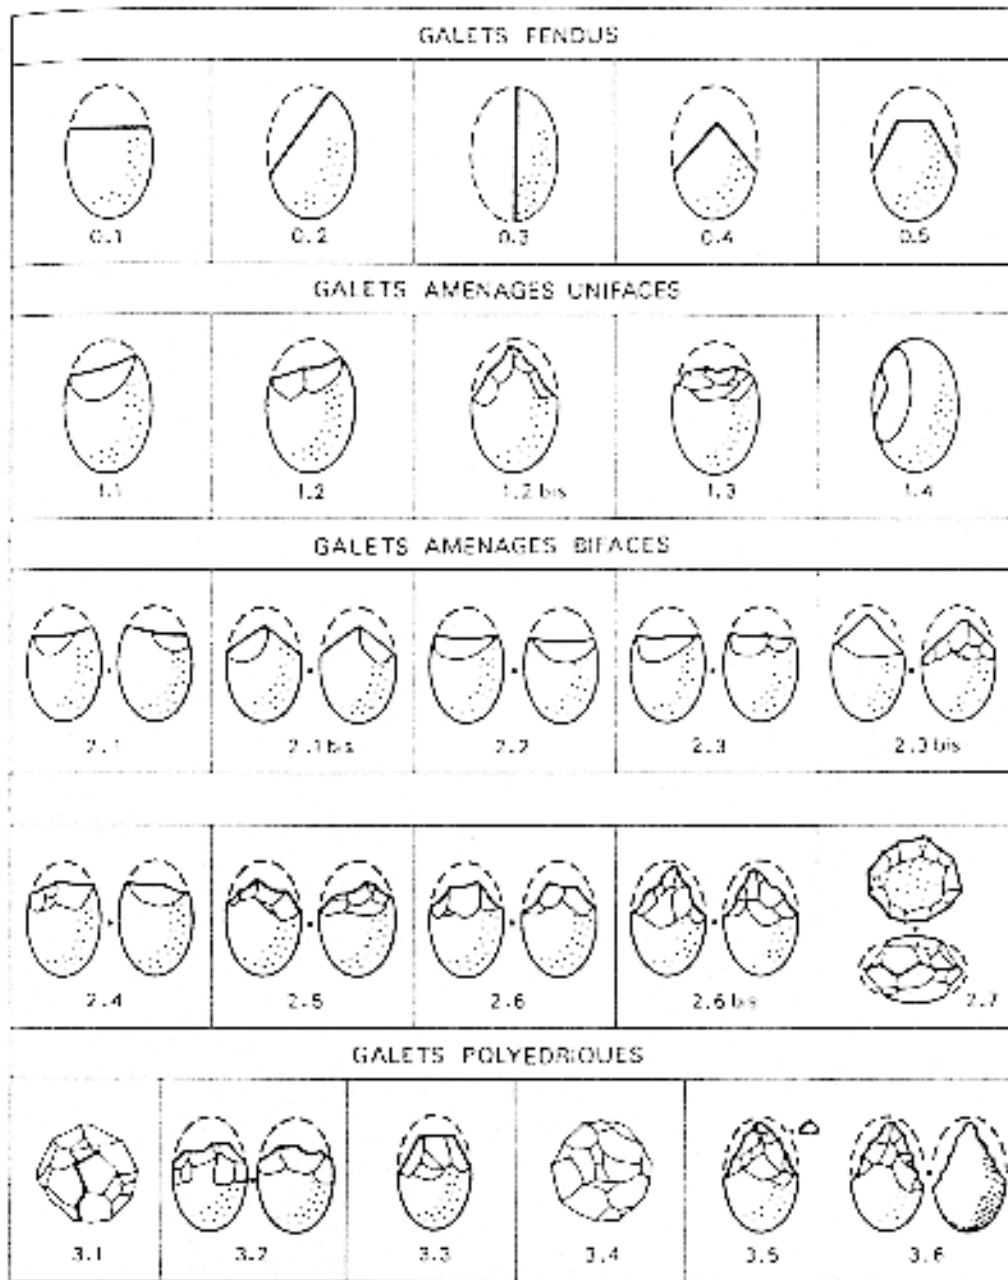 GALETS FENDUS
0.1 0.2 0.3 0.4 0.5
GALETS AMENAGES UNIFACES
1.1 1.2 1.2 bis 1.3 1.4
GALETS AMENAGES BIFACES
2.1 2.1 bis 2.2 2.3 2.3 bis
2.4 2.5 2.6 2.6 bis 2.7
GALETS POLYEDRIQUES
3.1 3.2 3.3 3.4 3.5 3.6